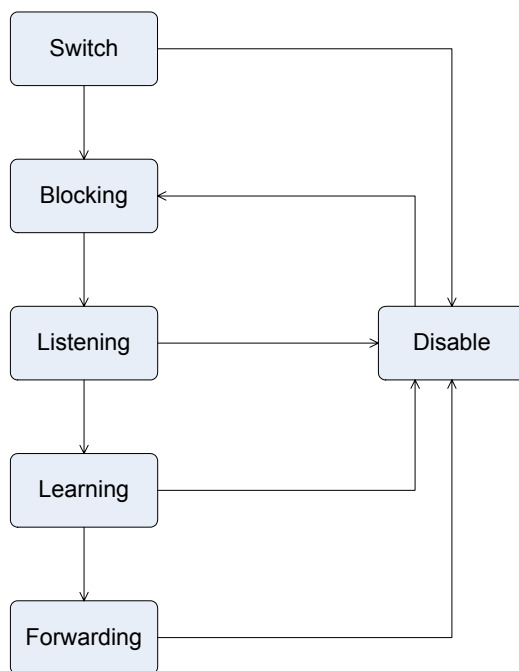 Switch
Blocking
Listening
Disable
Learning
Forwarding